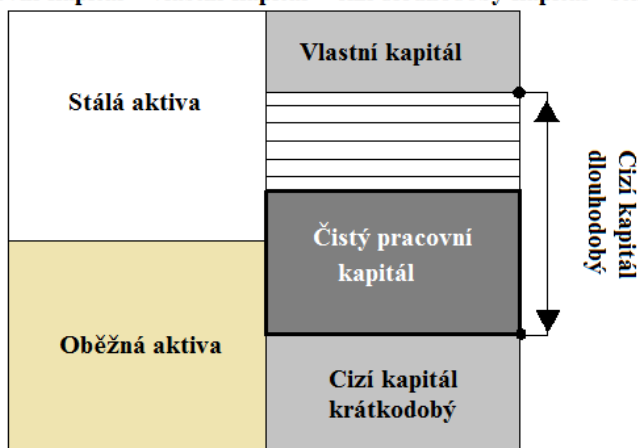 Vlastní kapitál
Stálá aktiva
Čistý pracovní
kapitál
Cizí kapitál
dlouhodobý
Oběžná aktiva
Cizí kapitál
krátkodobý